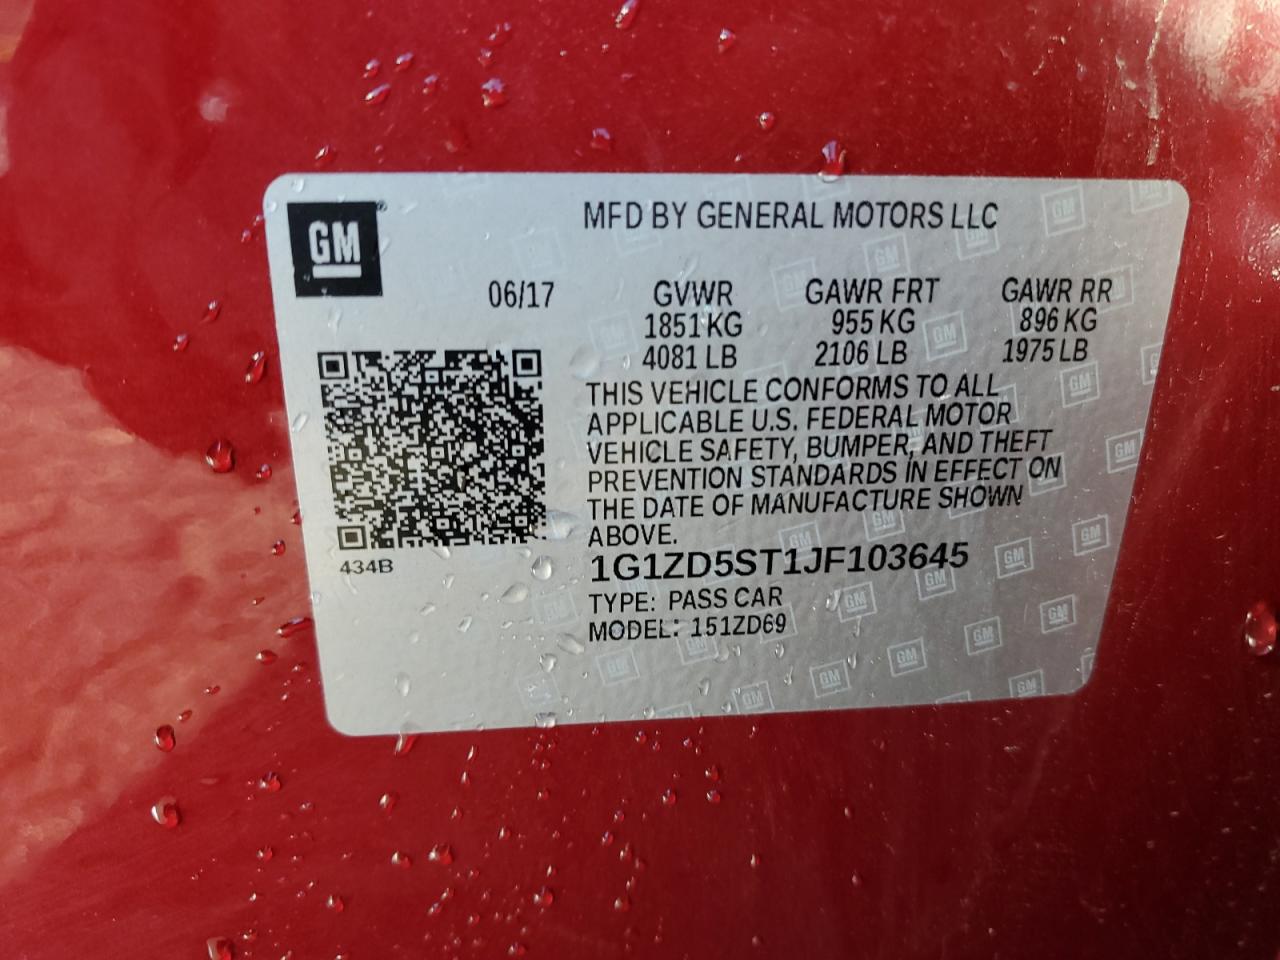 GM
MFD BY GENERAL MOTORS LLC
06/17
GVWR GAWR FRT GAWR RR
1851 KG 955 KG 896 KG
4081 LB 2106 LB 1975 LB
THIS VEHICLE CONFORMS TO ALL
APPLICABLE U.S. FEDERAL MOTOR
VEHICLE SAFETY, BUMPER, AND THEFT
PREVENTION STANDARDS IN EFFECT ON
THE DATE OF MANUFACTURE SHOWN
ABOVE.
434B
1G1ZD5ST1JF103645
TYPE: PASS CAR
MODEL: 151ZD69